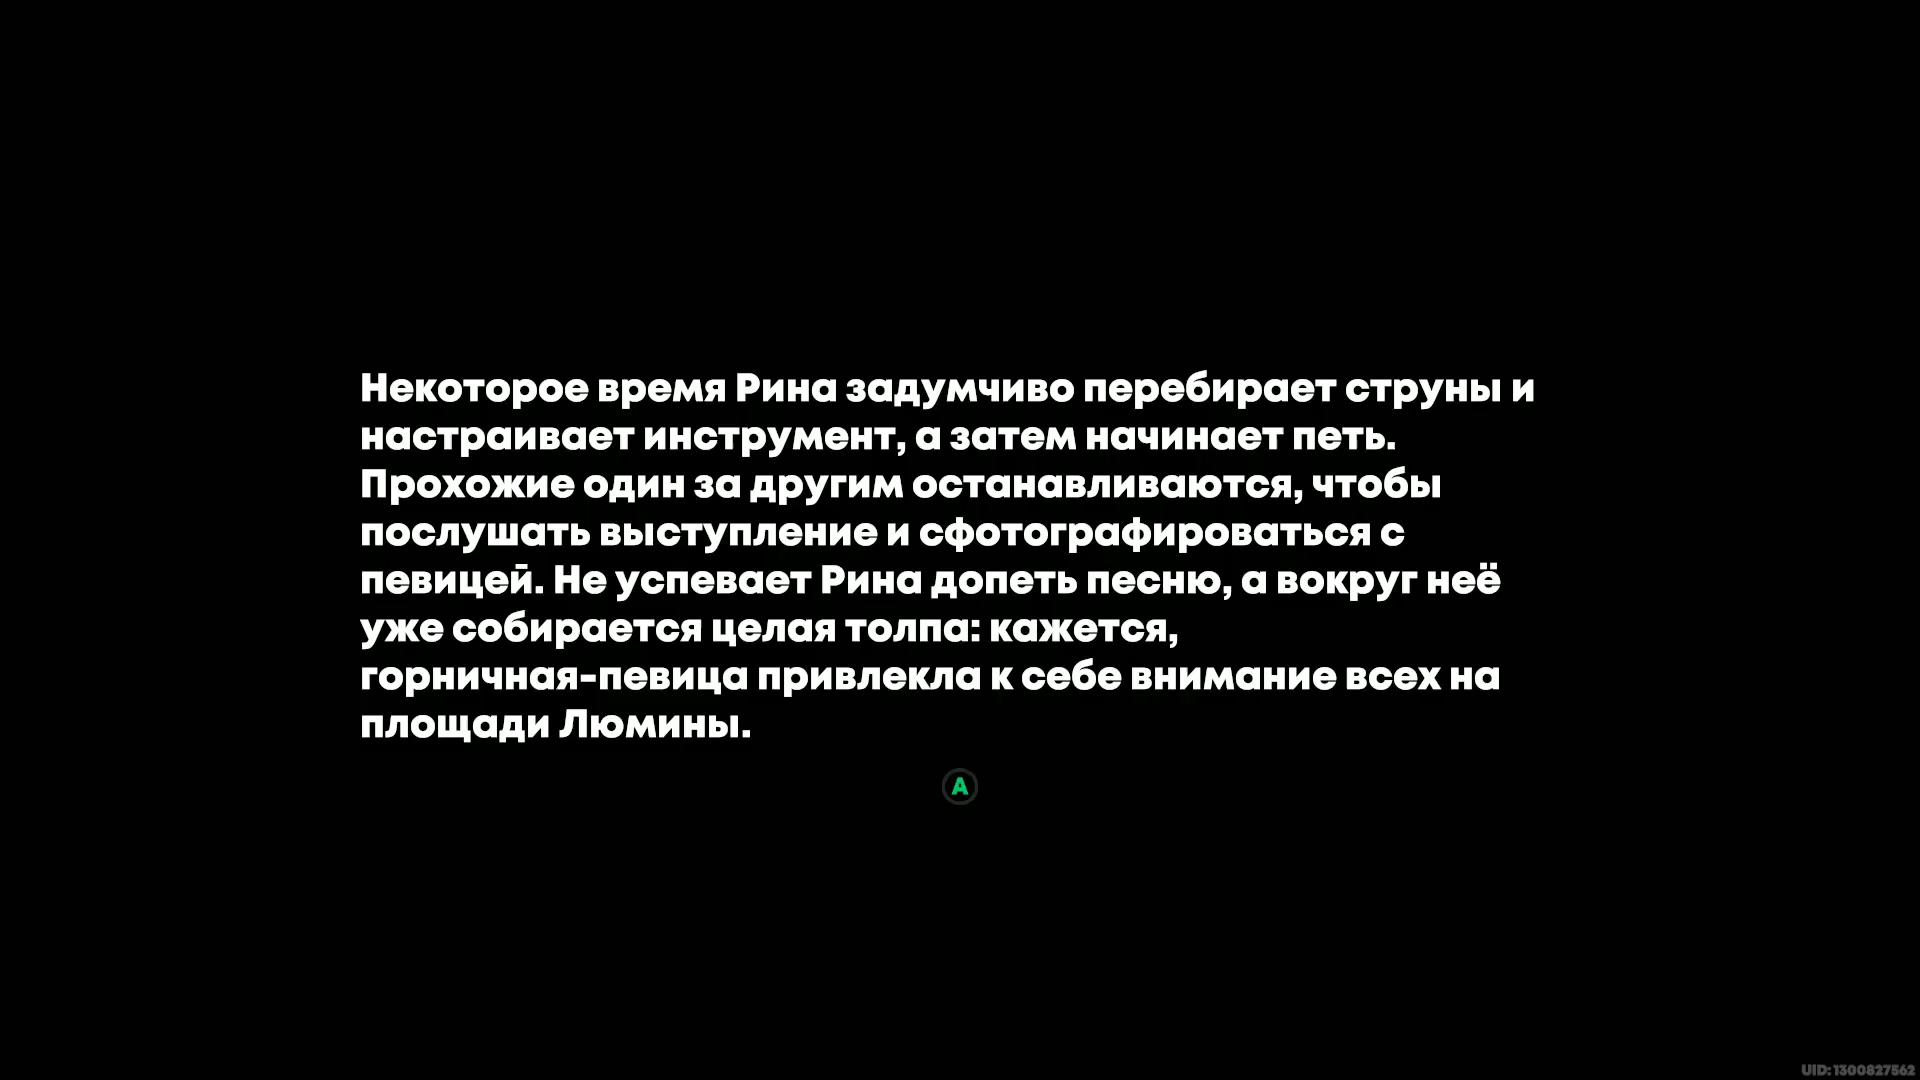 Некоторое время Рина задумчиво перебирает струны и
настраивает инструмент, а затем начинает петь.
Прохожие один за другим останавливаются, чтобы
послушать выступление и сфотографироваться с
певицей. Не успевает Рина допеть песню, а вокруг неё
уже собирается целая толпа: кажется,
горничная-певица привлекла к себе внимание всех на
площади Люмины.
A
UID: 1300827562